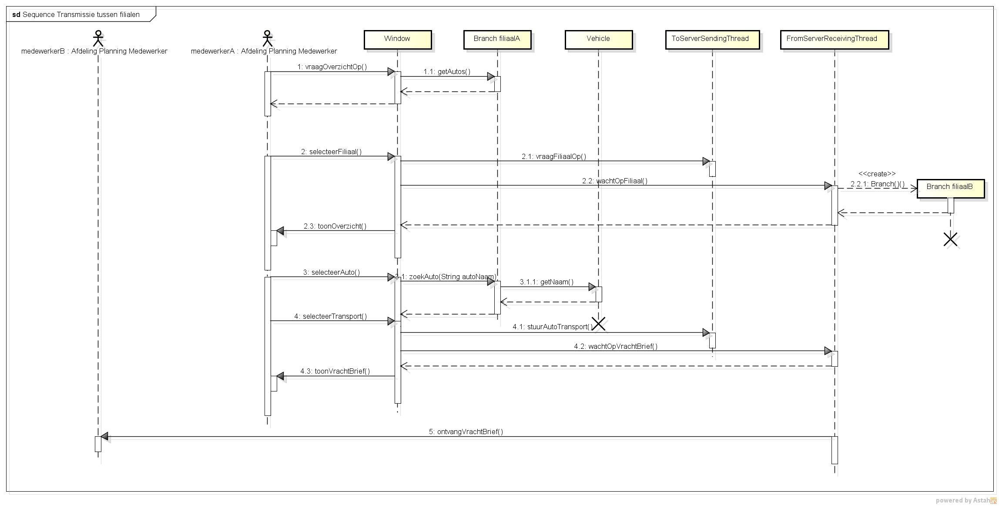 sd Sequence Transmissie tussen filialen
medewerkerB : Afdeling Planning Medewerker
medewerkerA : Afdeling Planning Medewerker
Window
Branch filiaalA
Vehicle
ToServerSendingThread
FromServerReceivingThread
1: vraagOverzichtOp()
1.1: getAutos()
2: selecteerFiliaal()
2.1: vraagFiliaalOp()
<<create>>
2.2: wachtOpFiliaal()
2.2.1: Branch()()
Branch filiaalB
2.3: toonOverzicht()
3: selecteerAuto()
3.1: zoekAuto(String autoNaam)
3.1.1: getNaam()
4: selecteerTransport()
4.1: stuurAutoTransport()
4.2: wachtOpVrachtBrief()
4.3: toonVrachtBrief()
5: ontvangVrachtBrief()
powered by Astah